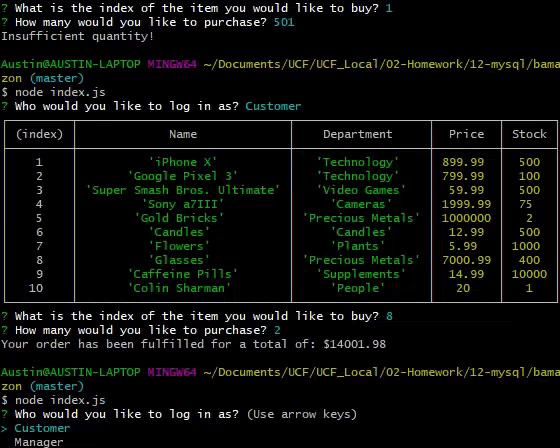 ? What is the index of the item you would like to buy? 1
? How many would you like to purchase? 501
Insufficient quantity!
Austin@AUSTIN-LAPTOP MINGW64 ~/Documents/UCF/UCF_Local/02-Homework/12-mysql/bama
zon (master)
$ node index.js
? Who would you like to log in as? Customer
(index) Name Department Price Stock
1 'iPhone X' 'Technology' 899.99 500
2 'Google Pixel 3' 'Technology' 799.99 100
3 'Super Smash Bros. Ultimate' 'Video Games' 59.99 500
4 'Sony a7III' 'Cameras' 1999.99 75
5 'Gold Bricks' 'Precious Metals' 1000000 2
6 'Candles' 'Candles' 12.99 500
7 'Flowers' 'Plants' 5.99 1000
8 'Glasses' 'Precious Metals' 7000.99 400
9 'Caffeine Pills' 'Supplements' 14.99 10000
10 'Colin Sharman' 'People' 20 1
? What is the index of the item you would like to buy? 8
? How many would you like to purchase? 2
Your order has been fulfilled for a total of: $14001.98
Austin@AUSTIN-LAPTOP MINGW64 ~/Documents/UCF/UCF_Local/02-Homework/12-mysql/bama
zon (master)
$ node index.js
? Who would you like to log in as? (Use arrow keys)
> Customer
Manager